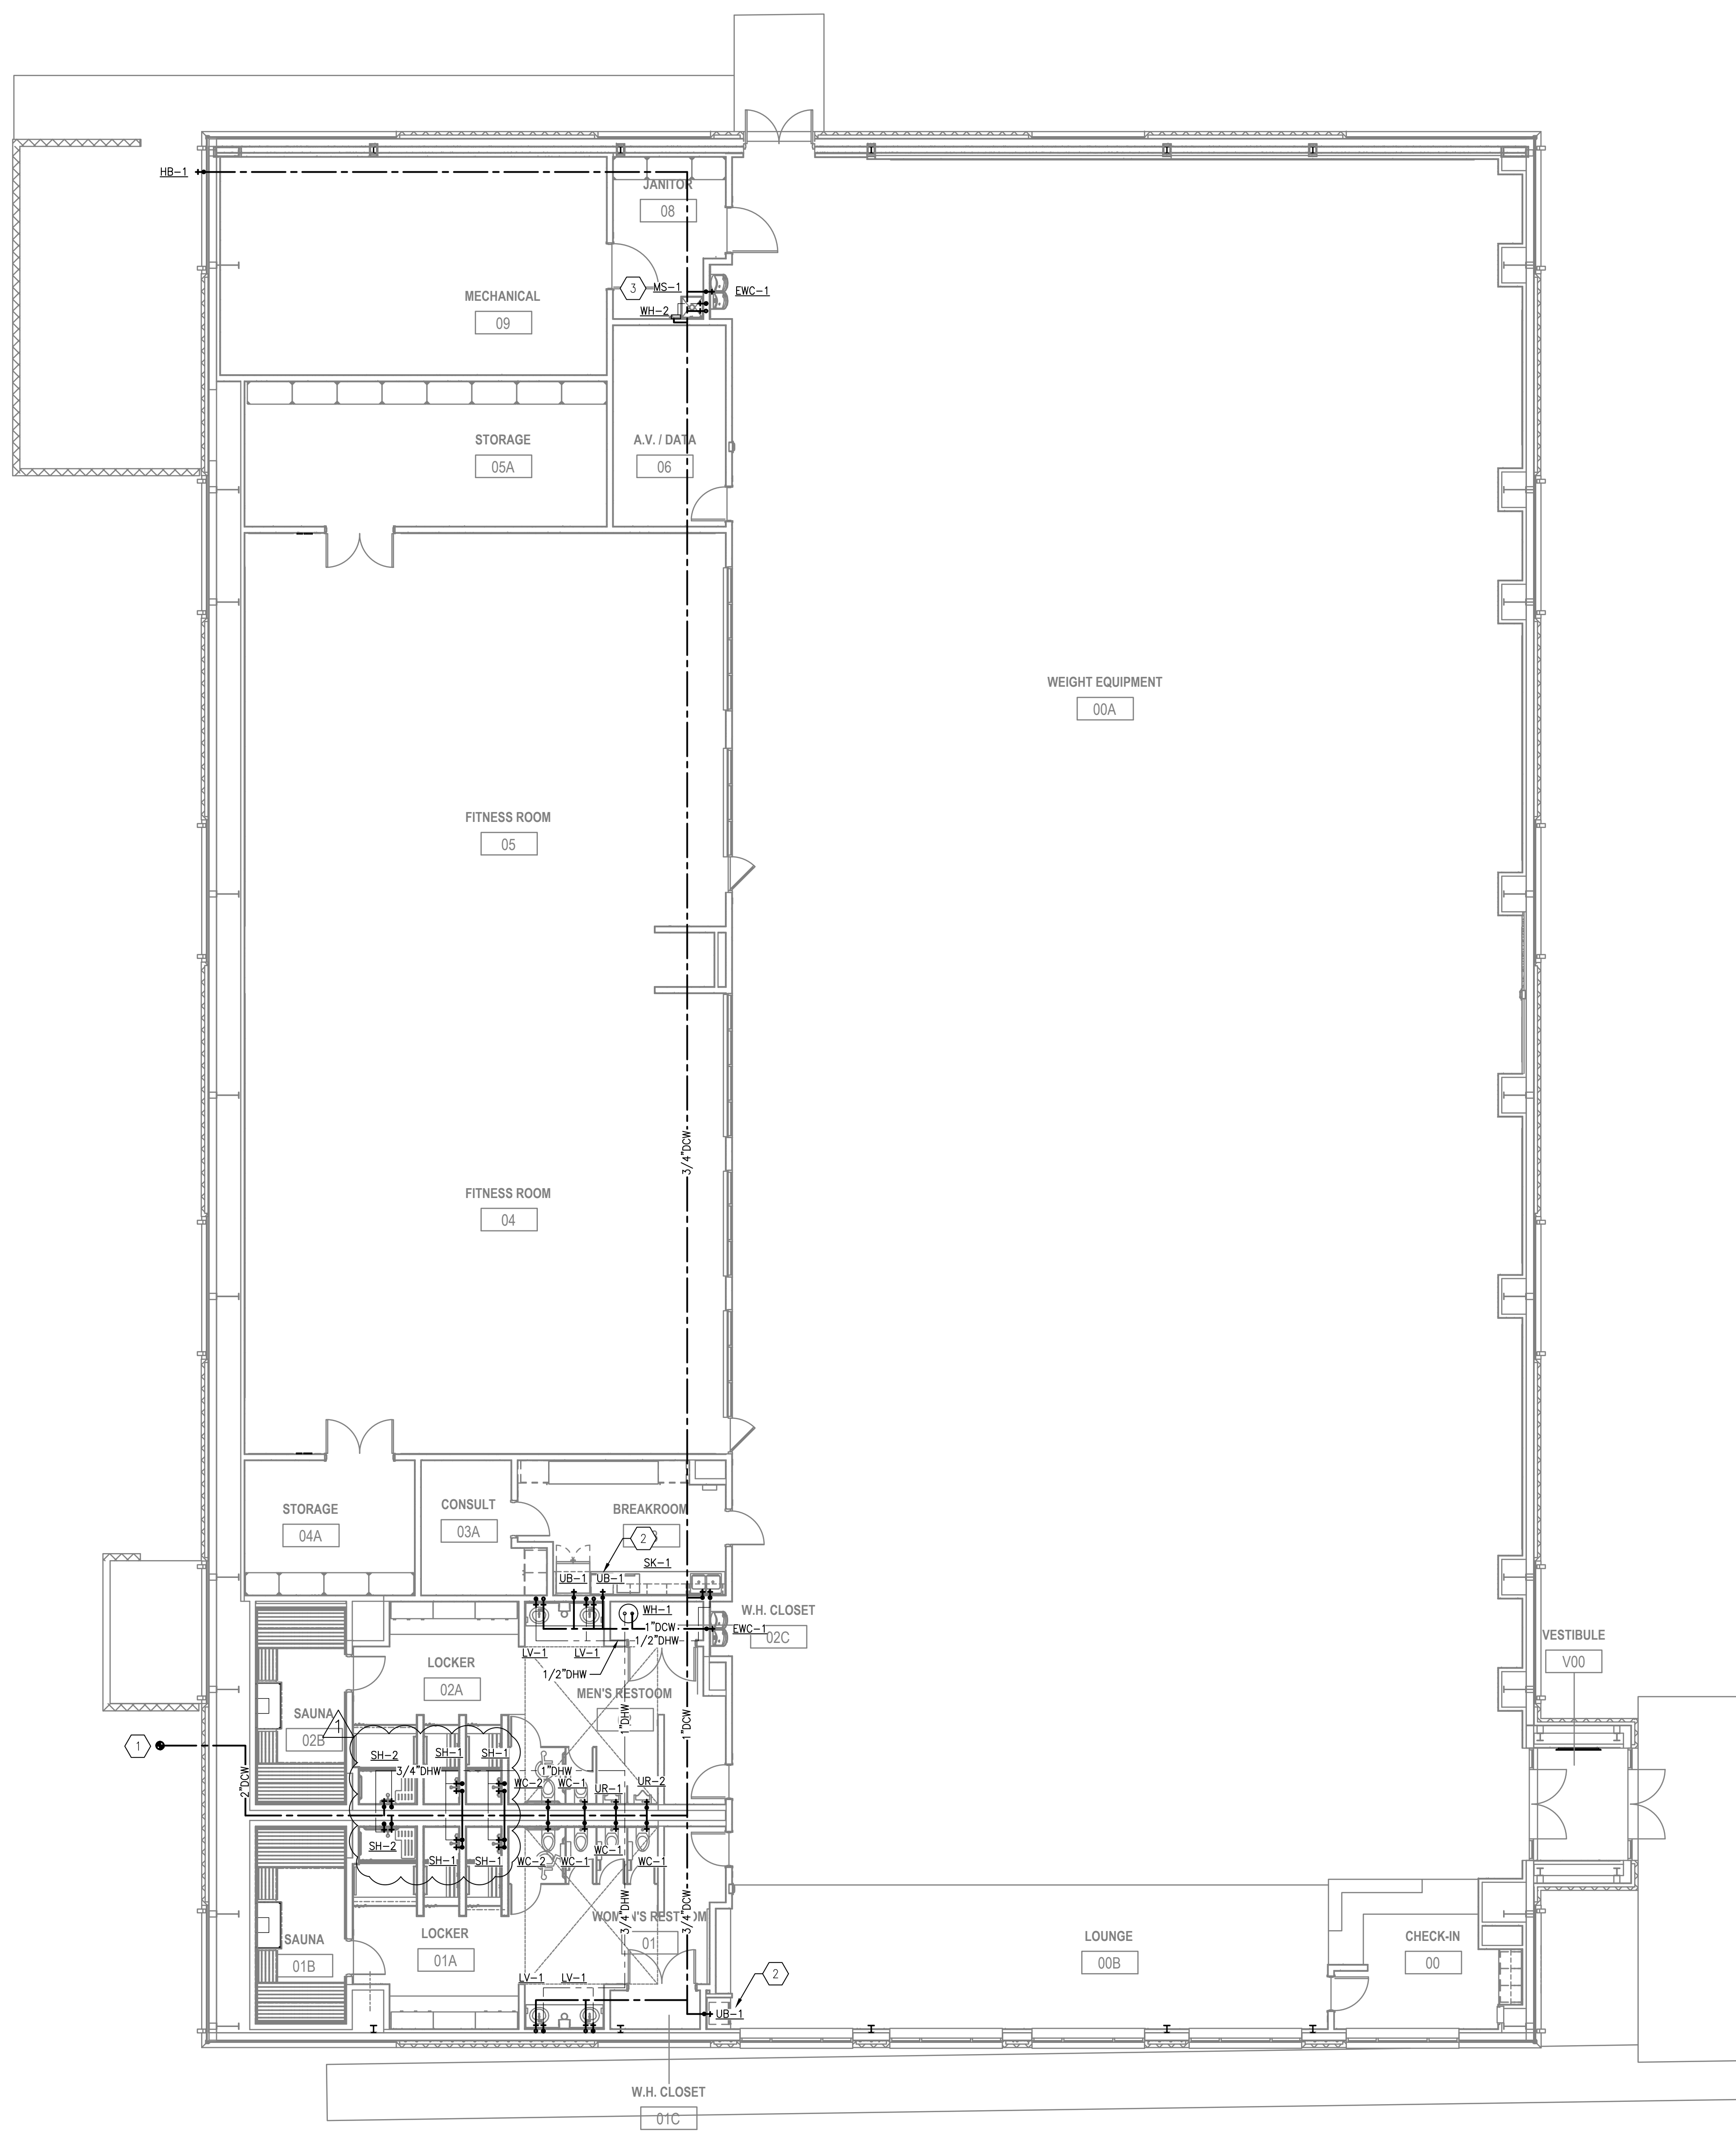 HB-1
JANITOR
08
MECHANICAL
09
3
MS-1
EWC-1
WH-2
STORAGE
05A
A.V. / DATA
06
WEIGHT EQUIPMENT
00A
FITNESS ROOM
05
3/4"DCW
FITNESS ROOM
04
STORAGE
04A
CONSULT
03A
BREAKROOM
2
SK-1
UB-1
UB-1
WH-1
W.H. CLOSET
02C
EWC-1
1"DCW
1/2"DHW
LV-1
LV-1
1/2"DHW
VESTIBULE
V00
LOCKER
02A
MEN'S RESTOOM
SAUNA
02B
1
1"DHW
1"DCW
1
2"DCW
SH-2
SH-1
SH-1
3/4"DHW
1"DHW
WC-2
WC-1
UR-1
UR-2
SH-2
SH-1
SH-1
WC-2
WC-1
WC-1
WC-1
3/4"DHW
3/4"DCW
WOMEN'S RESTOOM
01
LOCKER
01A
SAUNA
01B
LOUNGE
00B
CHECK-IN
00
LV-1
LV-1
2
UB-1
W.H. CLOSET
01C